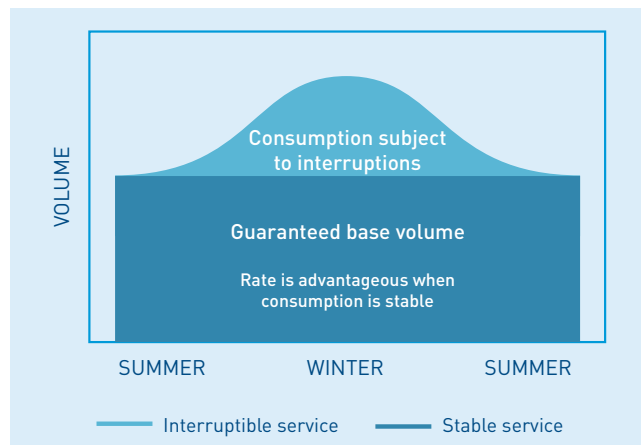 VOLUME
Consumption subject
to interruptions
Guaranteed base volume
Rate is advantageous when
consumption is stable
SUMMER WINTER SUMMER
Interruptible service Stable service